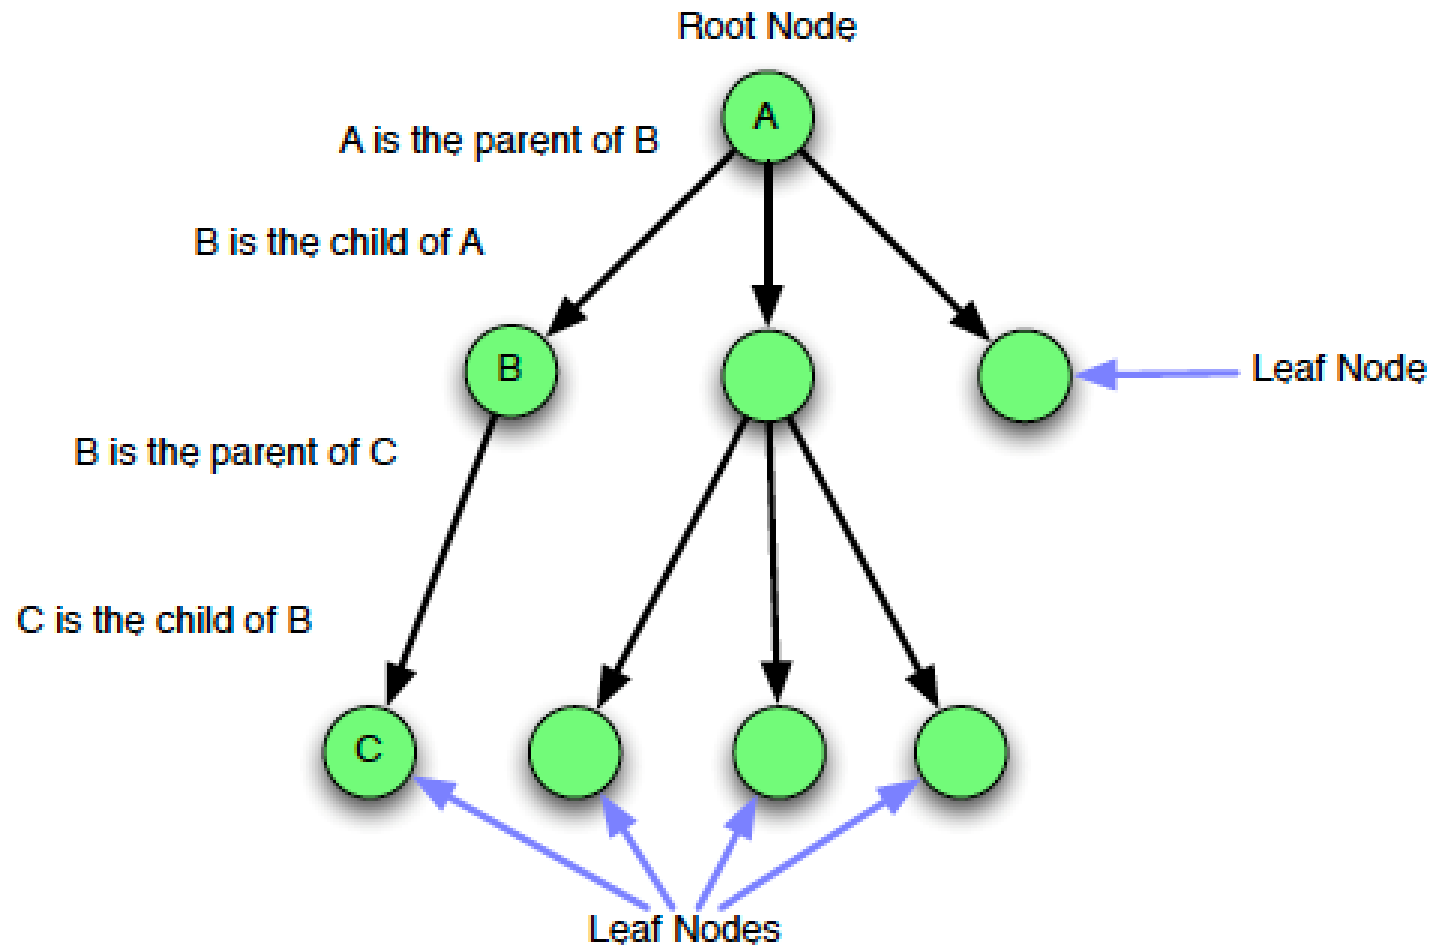 Root Node
A
A is the parent of B
B is the child of A
B
Leaf Node
B is the parent of C
C is the child of B
C
Leaf Nodes